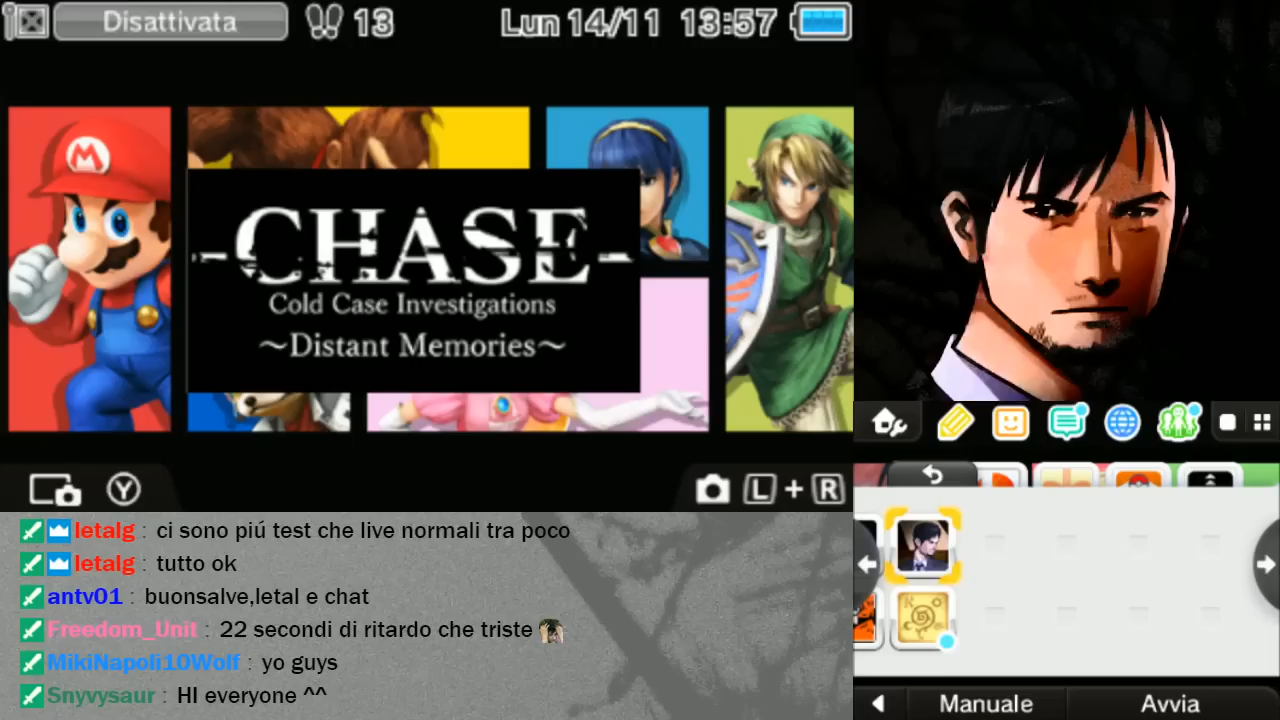 Disattivata 13 Lun 14/11 13:57
M
-CHASE-
Cold Case Investigations
~Distant Memories~
Y L + R
letalg : ci sono piú test che live normali tra poco
letalg : tutto ok
antv01 : buonsalve,letal e chat
Freedom_Unit : 22 secondi di ritardo che triste
MikiNapoli10Wolf : yo guys
Snyvysaur : HI everyone ^^
Manuale Avvia